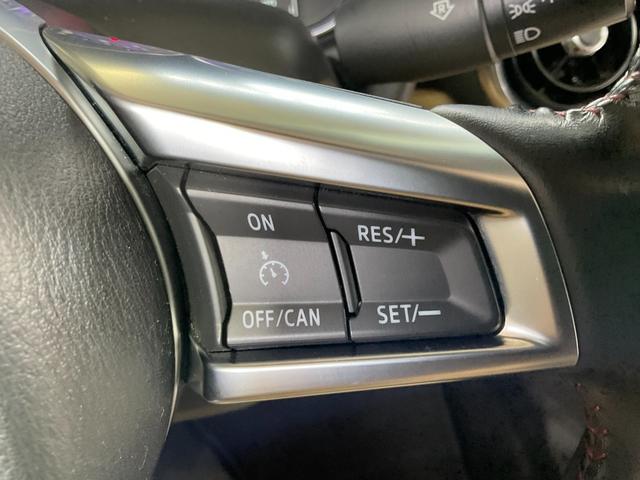 R
ON
RES/+
OFF/CAN
SET/—